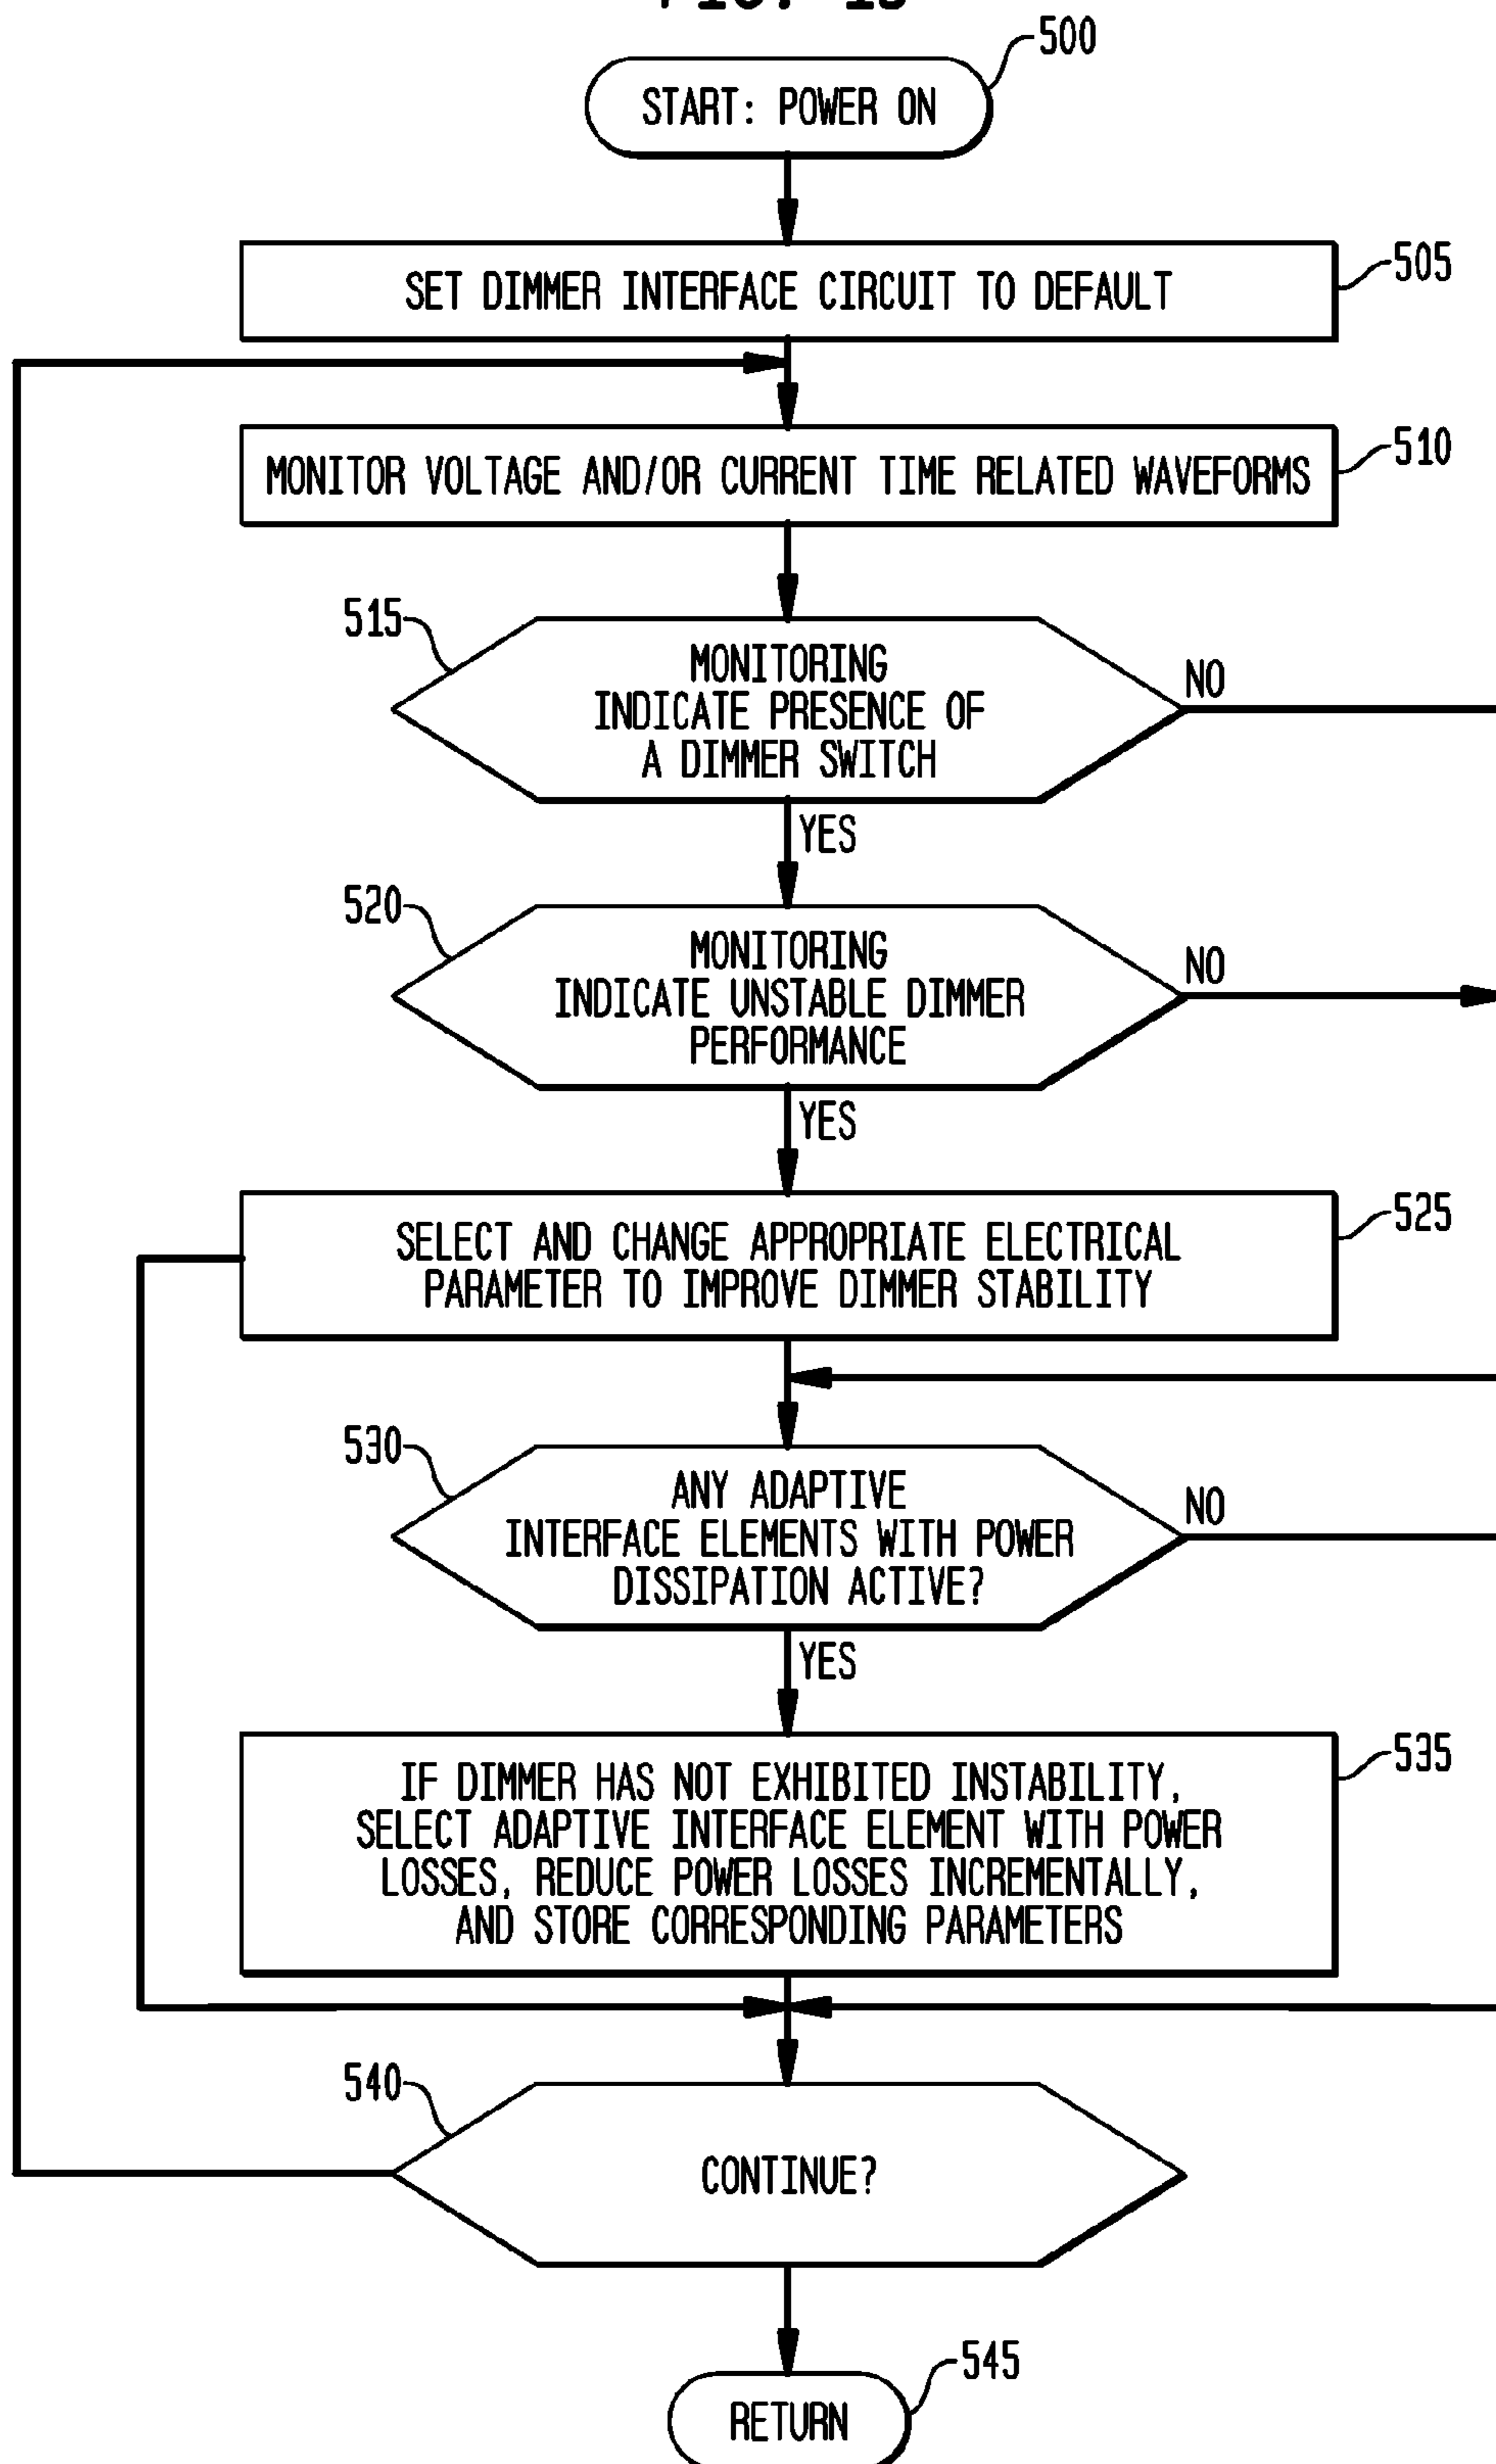 500
START: POWER ON
505
SET DIMMER INTERFACE CIRCUIT TO DEFAULT
510
MONITOR VOLTAGE AND/OR CURRENT TIME RELATED WAVEFORMS
515
MONITORING
INDICATE PRESENCE OF
A DIMMER SWITCH
NO
YES
520
MONITORING
INDICATE UNSTABLE DIMMER
PERFORMANCE
NO
YES
525
SELECT AND CHANGE APPROPRIATE ELECTRICAL
PARAMETER TO IMPROVE DIMMER STABILITY
530
ANY ADAPTIVE
INTERFACE ELEMENTS WITH POWER
DISSIPATION ACTIVE?
NO
YES
535
IF DIMMER HAS NOT EXHIBITED INSTABILITY,
SELECT ADAPTIVE INTERFACE ELEMENT WITH POWER
LOSSES, REDUCE POWER LOSSES INCREMENTALLY,
AND STORE CORRESPONDING PARAMETERS
540
CONTINUE?
545
RETURN